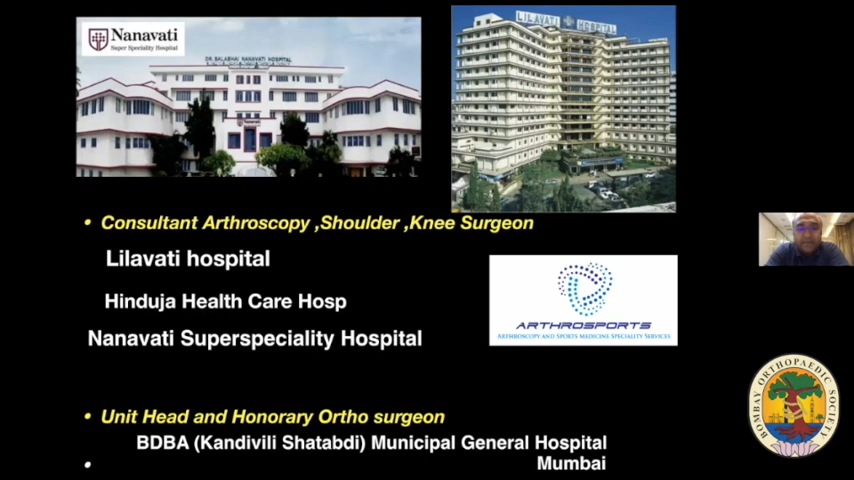 Nanavati
Super Speciality Hospital
DR. BALABHAI NANAVATI HOSPITAL
Nanavati
LILAVATI HOSPITAL
• Consultant Arthroscopy ,Shoulder ,Knee Surgeon
Lilavati hospital
Hinduja Health Care Hosp
Nanavati Superspeciality Hospital
ARTHROSPORTS
ARTHROSCOPY AND SPORTS MEDICINE SPECIALITY SERVICES
• Unit Head and Honorary Ortho surgeon
BDBA (Kandivili Shatabdi) Municipal General Hospital
• Mumbai
BOMBAY ORTHOPAEDIC SOCIETY